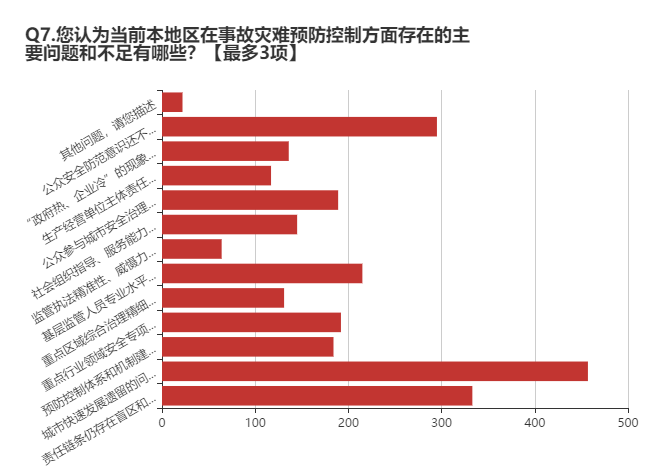 Q7.您认为当前本地区在事故灾难预防控制方面存在的主
要问题和不足有哪些？【最多3项】
其他问题，请您描述
公众安全防范意识还不...
“政府热、企业冷”的现象...
生产经营单位主体责任...
公众参与城市安全治理...
社会组织指导、服务能力...
监管执法精准性、威慑力...
基层监管人员专业水平...
重点区域综合治理精细...
重点行业领域安全专项...
预防控制体系和机制建...
城市快速发展遗留的问...
责任链条仍存在盲区和...
0 100 200 300 400 500